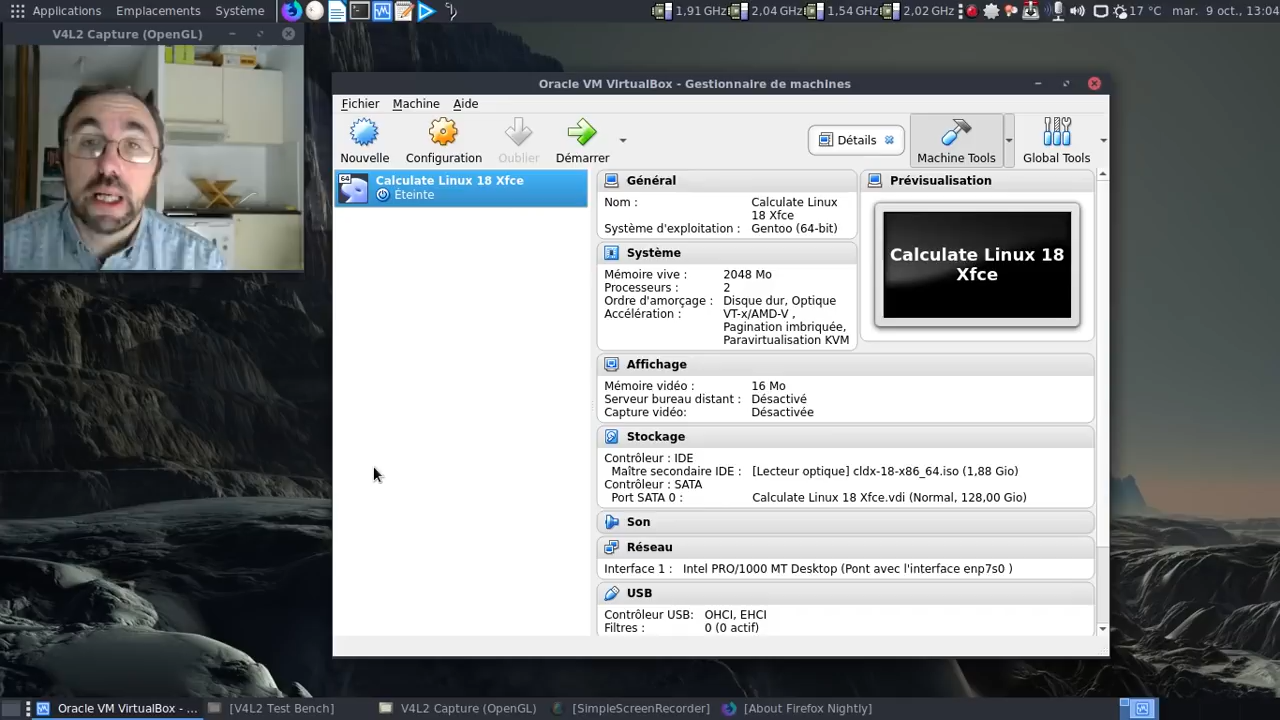 Applications Emplacements Système 1,91 GHz 2,04 GHz 1,54 GHz 2,02 GHz 17 °C mar. 9 oct., 13:04
V4L2 Capture (OpenGL)
Oracle VM VirtualBox - Gestionnaire de machines
Fichier Machine Aide
Nouvelle Configuration Oublier Démarrer Détails Machine Tools Global Tools
64
Calculate Linux 18 Xfce
Éteinte
Général
Nom : Calculate Linux
18 Xfce
Système d'exploitation : Gentoo (64-bit)
Système
Mémoire vive : 2048 Mo
Processeurs : 2
Ordre d'amorçage : Disque dur, Optique
Accélération : VT-x/AMD-V ,
Pagination imbriquée,
Paravirtualisation KVM
Prévisualisation
Calculate Linux 18
Xfce
Affichage
Mémoire vidéo : 16 Mo
Serveur bureau distant : Désactivé
Capture vidéo: Désactivée
Stockage
Contrôleur : IDE
Maître secondaire IDE : [Lecteur optique] cldx-18-x86_64.iso (1,88 Gio)
Contrôleur : SATA
Port SATA 0 : Calculate Linux 18 Xfce.vdi (Normal, 128,00 Gio)
Son
Réseau
Interface 1 : Intel PRO/1000 MT Desktop (Pont avec l'interface enp7s0 )
USB
Contrôleur USB: OHCI, EHCI
Filtres : 0 (0 actif)
Oracle VM VirtualBox - ... [V4L2 Test Bench] V4L2 Capture (OpenGL) [SimpleScreenRecorder] [About Firefox Nightly]